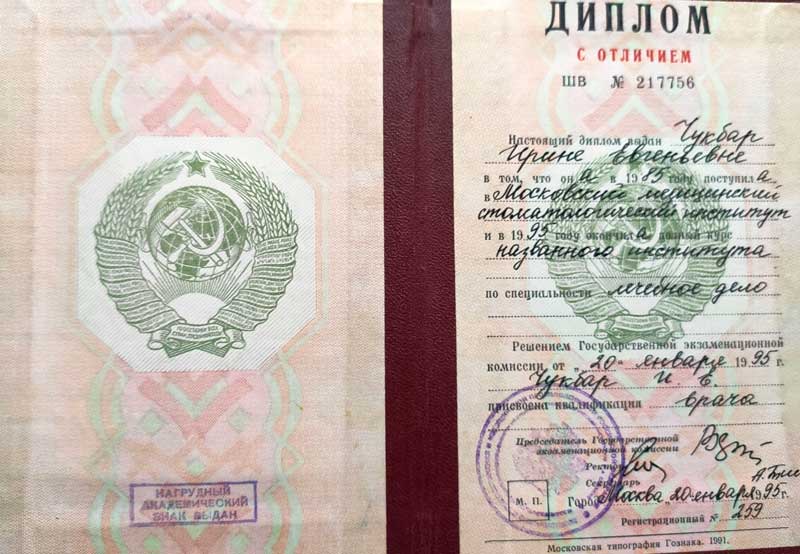 НАГРУДНЫЙ
АКАДЕМИЧЕСКИЙ
ЗНАК ВЫДАН
ДИПЛОМ
С ОТЛИЧИЕМ
ШВ № 217756
Настоящий диплом выдан Чукбар
Ирине Евгеньевне
в том, что он а в 1985 году поступил а
в Московский медицинский
стоматологический институт
и в 1995 году окончил а полный курс
названного института
по специальности лечебное дело
Решением Государственной экзаменационной
комиссии от „20" января 1995 г.
Чукбар И. Е.
присвоена квалификация врача
Председатель Государственной
экзаменационной комиссии
Ректор
Секретарь
М. П.
Город Москва „20" января 1995 г.
Регистрационный № 259
Московская типография Гознака. 1991.